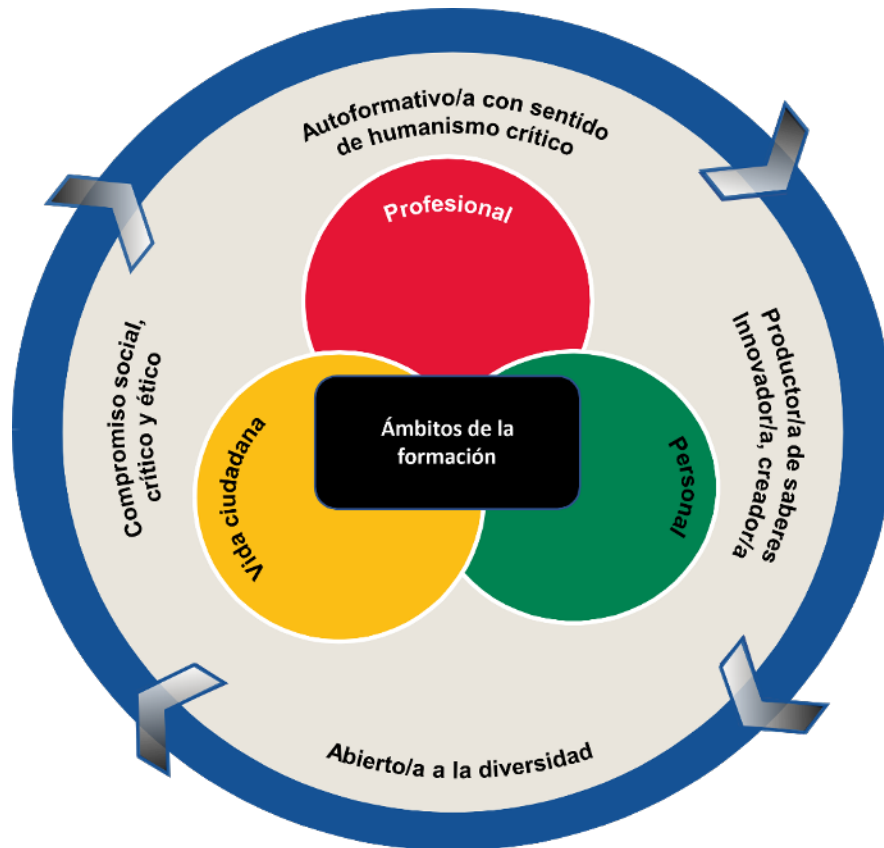 Autoformativo/a con sentido
de humanismo crítico
Profesional
Productor/a de saberes
Innovador/a, creador/a
Compromiso social,
crítico y ético
Ámbitos de la
formación
Vida ciudadana
Personal
Abierto/a a la diversidad